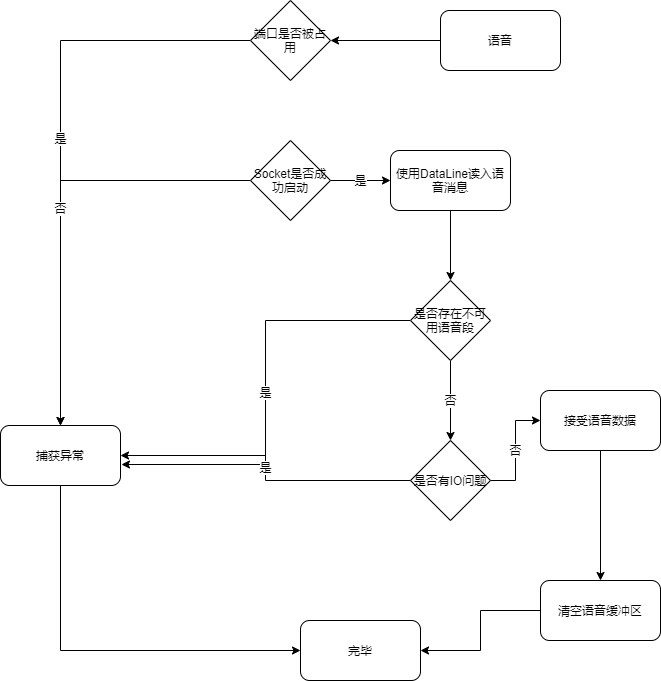 端口是否被占
用
语音
是
Socket是否成
功启动
是
使用DataLine读入语
音消息
否
是否存在不可
用语音段
是
否
接受语音数据
捕获异常
是
是否有IO问题
否
清空语音缓冲区
完毕